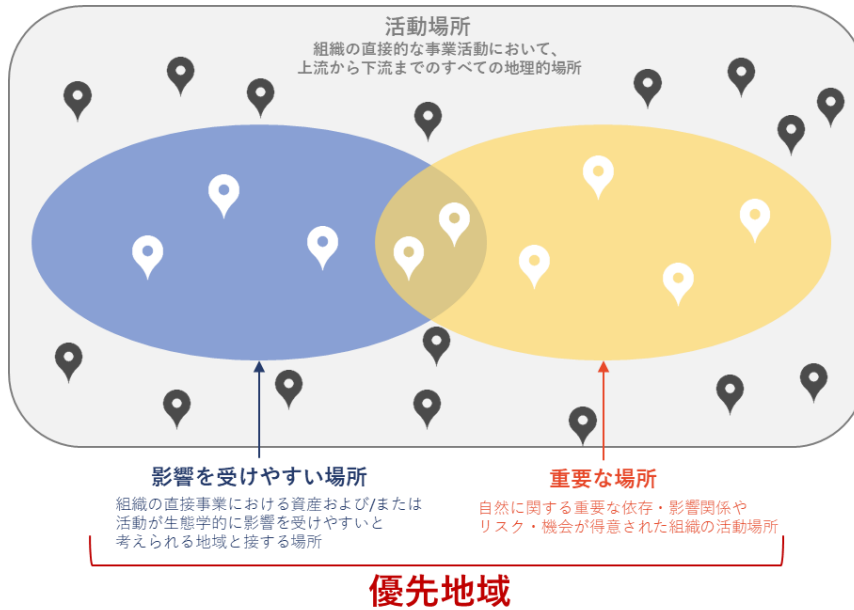 活動場所
組織の直接的な事業活動において、
上流から下流までのすべての地理的場所
影響を受けやすい場所
組織の直接事業における資産および/または
活動が生態学的に影響を受けやすいと
考えられる地域と接する場所
重要な場所
自然に関する重要な依存・影響関係や
リスク・機会が得意された組織の活動場所
優先地域